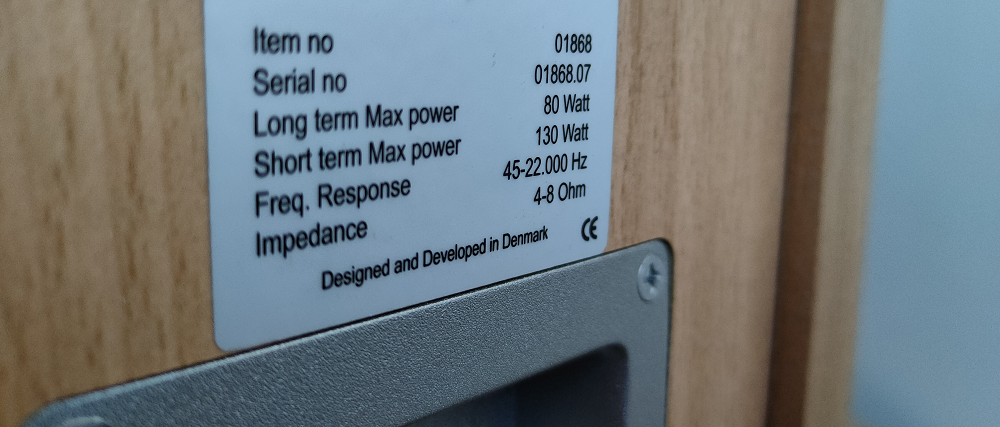 Item no 01868
Serial no 01868.07
Long term Max power 80 Watt
Short term Max power 130 Watt
Freq. Response 45-22.000 Hz
Impedance 4-8 Ohm
Designed and Developed in Denmark CE